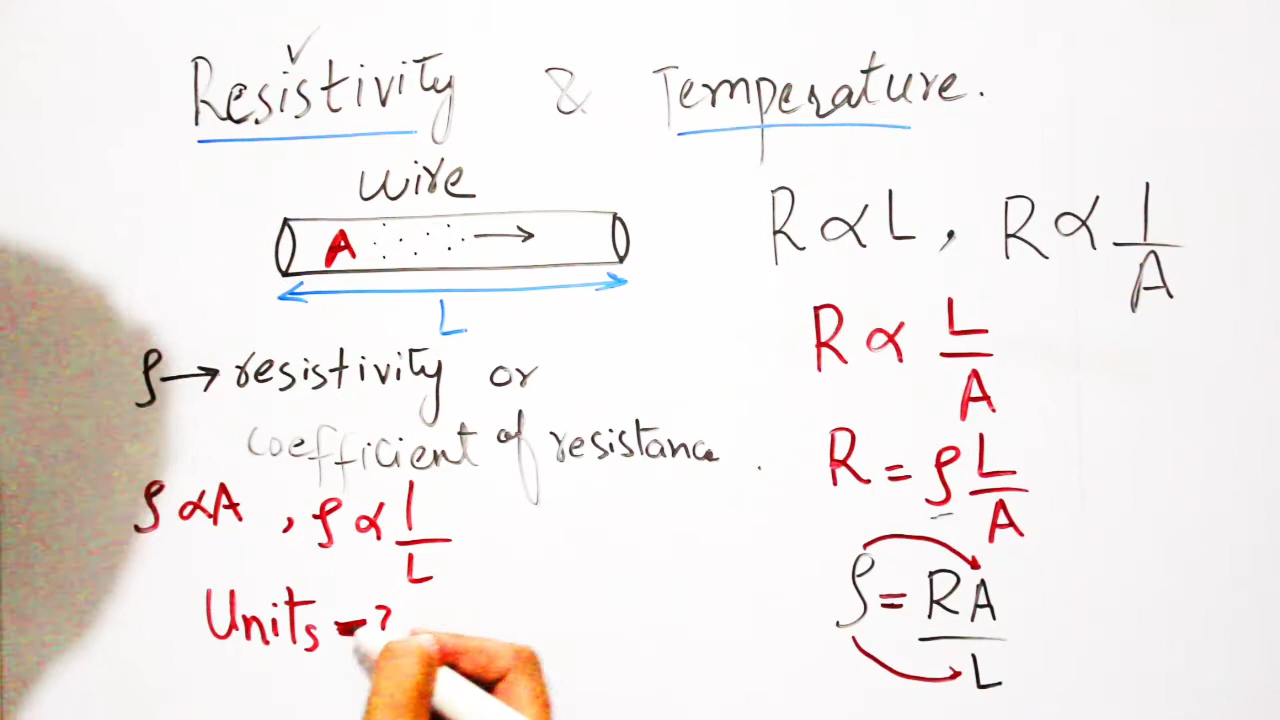 Resistivity & Temperature.
wire
A
L
ρ → resistivity or
coefficient of resistance.
ρ ∝ A , ρ ∝ 1/L
Units - ?
R ∝ L , R ∝ 1/A
R ∝ L/A
R = ρ L/A
ρ = RA/L